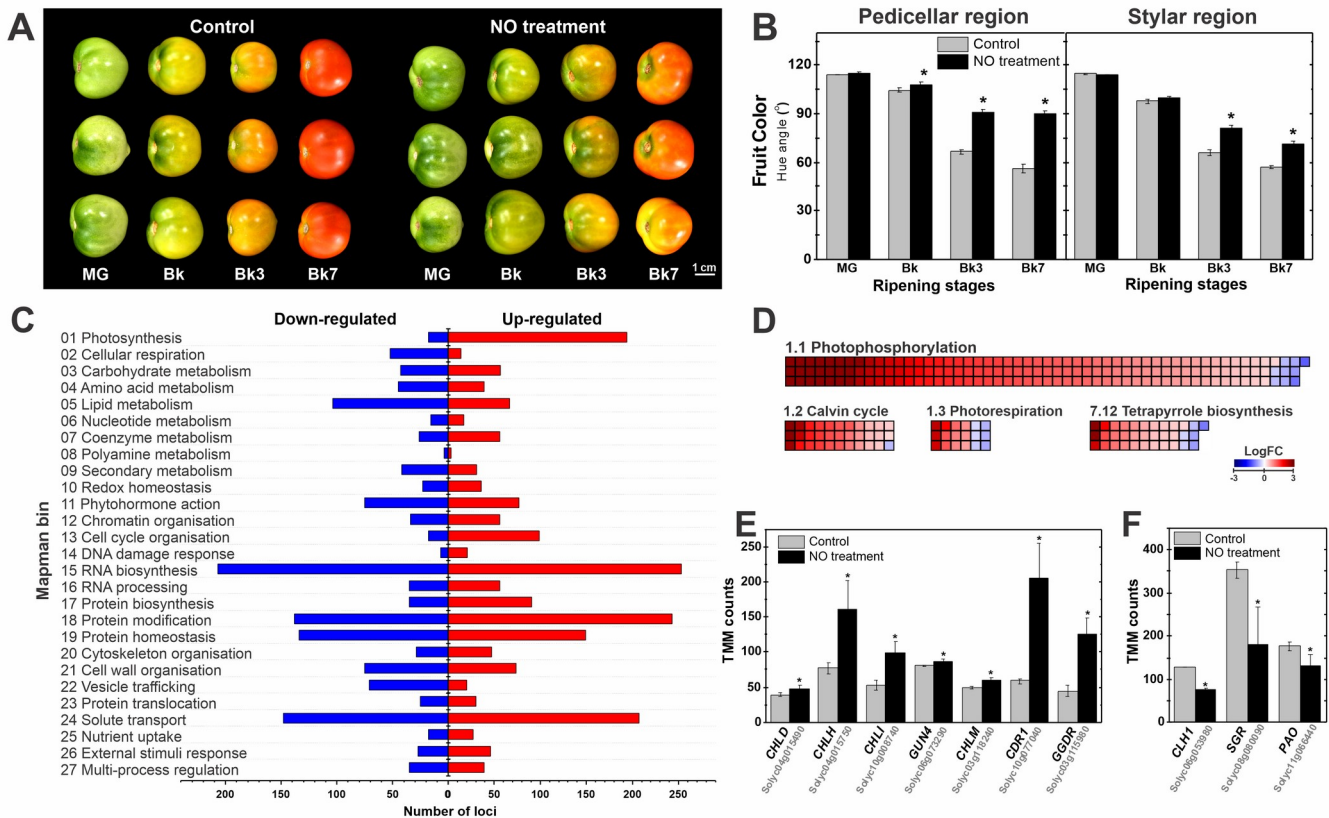 A
Control
NO treatment
MG
Bk
Bk3
Bk7
MG
Bk
Bk3
Bk7
1 cm
B
Pedicellar region
Stylar region
Control
NO treatment
Fruit Color
Hue angle (°)
120
90
60
30
0
*
*
*
*
*
MG
Bk
Bk3
Bk7
MG
Bk
Bk3
Bk7
Ripening stages
Ripening stages
C
Down-regulated
Up-regulated
Mapman bin
01 Photosynthesis
02 Cellular respiration
03 Carbohydrate metabolism
04 Amino acid metabolism
05 Lipid metabolism
06 Nucleotide metabolism
07 Coenzyme metabolism
08 Polyamine metabolism
09 Secondary metabolism
10 Redox homeostasis
11 Phytohormone action
12 Chromatin organisation
13 Cell cycle organisation
14 DNA damage response
15 RNA biosynthesis
16 RNA processing
17 Protein biosynthesis
18 Protein modification
19 Protein homeostasis
20 Cytoskeleton organisation
21 Cell wall organisation
22 Vesicle trafficking
23 Protein translocation
24 Solute transport
25 Nutrient uptake
26 External stimuli response
27 Multi-process regulation
200 150 100 50 0 50 100 150 200 250
Number of loci
D
1.1 Photophosphorylation
1.2 Calvin cycle
1.3 Photorespiration
7.12 Tetrapyrrole biosynthesis
LogFC
-3 0 3
E
Control
NO treatment
TMM counts
250
200
150
100
50
0
*
*
*
*
*
*
*
CHLD
Solyc04g015490
CHLH
Solyc04g015750
CHLI
Solyc10g008740
GUN4
Solyc06g073290
CHLM
Solyc03g118240
CDR1
Solyc10g077040
GGDR
Solyc03g115980
F
Control
NO treatment
TMM counts
400
300
200
100
0
*
*
*
CLH1
Solyc06g053980
SGR
Solyc08g080090
PAO
Solyc11g066440